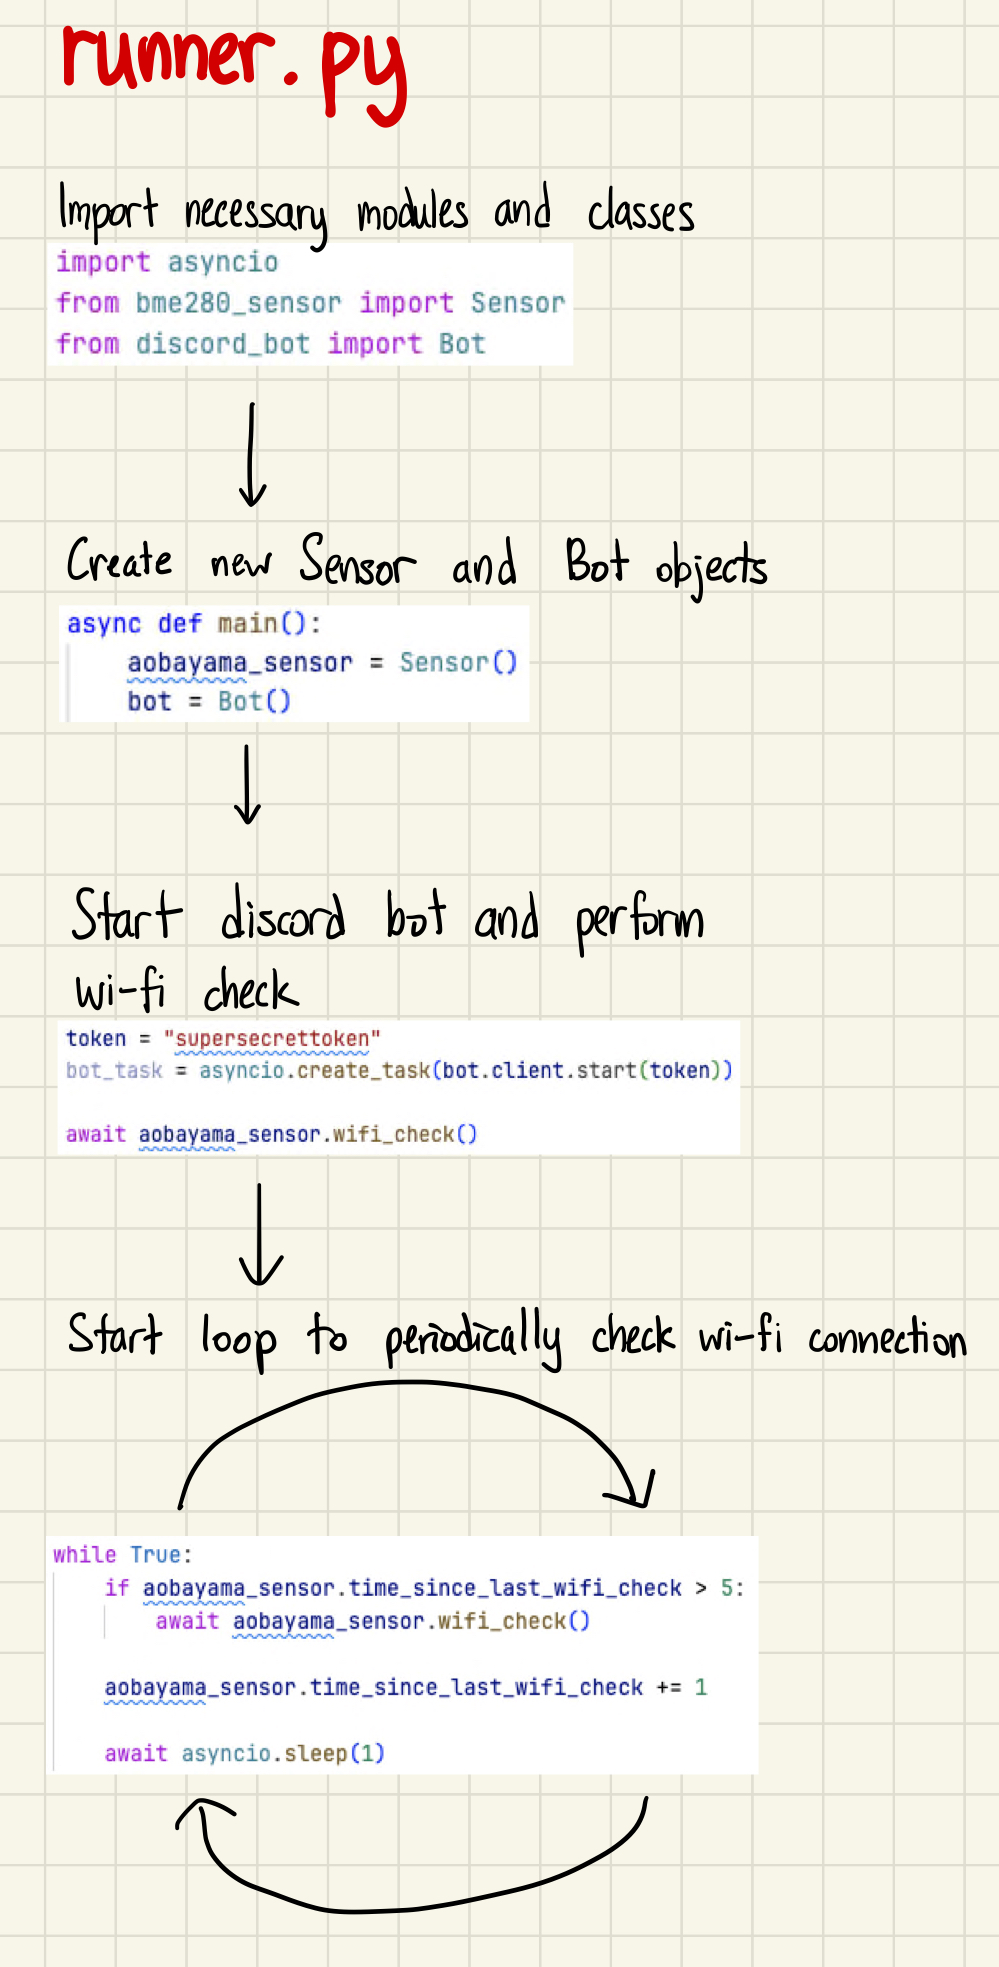 runner.py
Import necessary modules and classes
import asyncio
from bme280_sensor import Sensor
from discord_bot import Bot
Create new Sensor and Bot objects
async def main():
    aobayama_sensor = Sensor()
    bot = Bot()
Start discord bot and perform
wi-fi check
token = "supersecrettoken"
bot_task = asyncio.create_task(bot.client.start(token))
await aobayama_sensor.wifi_check()
Start loop to periodically check wi-fi connection
while True:
    if aobayama_sensor.time_since_last_wifi_check > 5:
        await aobayama_sensor.wifi_check()
    aobayama_sensor.time_since_last_wifi_check += 1
    await asyncio.sleep(1)